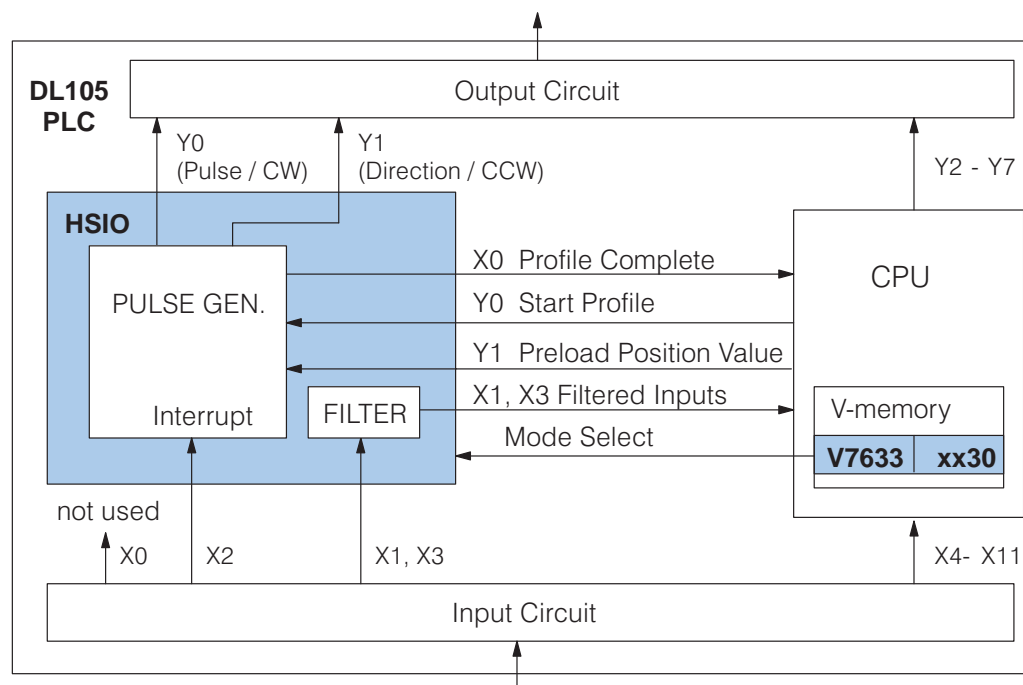 DL105
PLC
Output Circuit
Y0
(Pulse / CW)
Y1
(Direction / CCW)
Y2 - Y7
HSIO
PULSE GEN.
Interrupt
FILTER
X0 Profile Complete
Y0 Start Profile
Y1 Preload Position Value
X1, X3 Filtered Inputs
Mode Select
CPU
V-memory
V7633 xx30
not used
X0
X2
X1, X3
X4- X11
Input Circuit